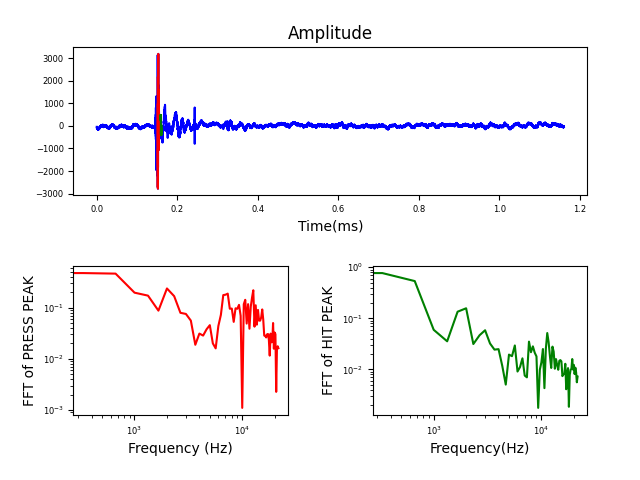 Amplitude
3000
2000
1000
0
−1000
−2000
−3000
0.0 0.2 0.4 0.6 0.8 1.0 1.2
Time(ms)
FFT of PRESS PEAK
10⁻¹
10⁻²
10⁻³
10³ 10⁴
Frequency (Hz)
FFT of HIT PEAK
10⁰
10⁻¹
10⁻²
10³ 10⁴
Frequency(Hz)